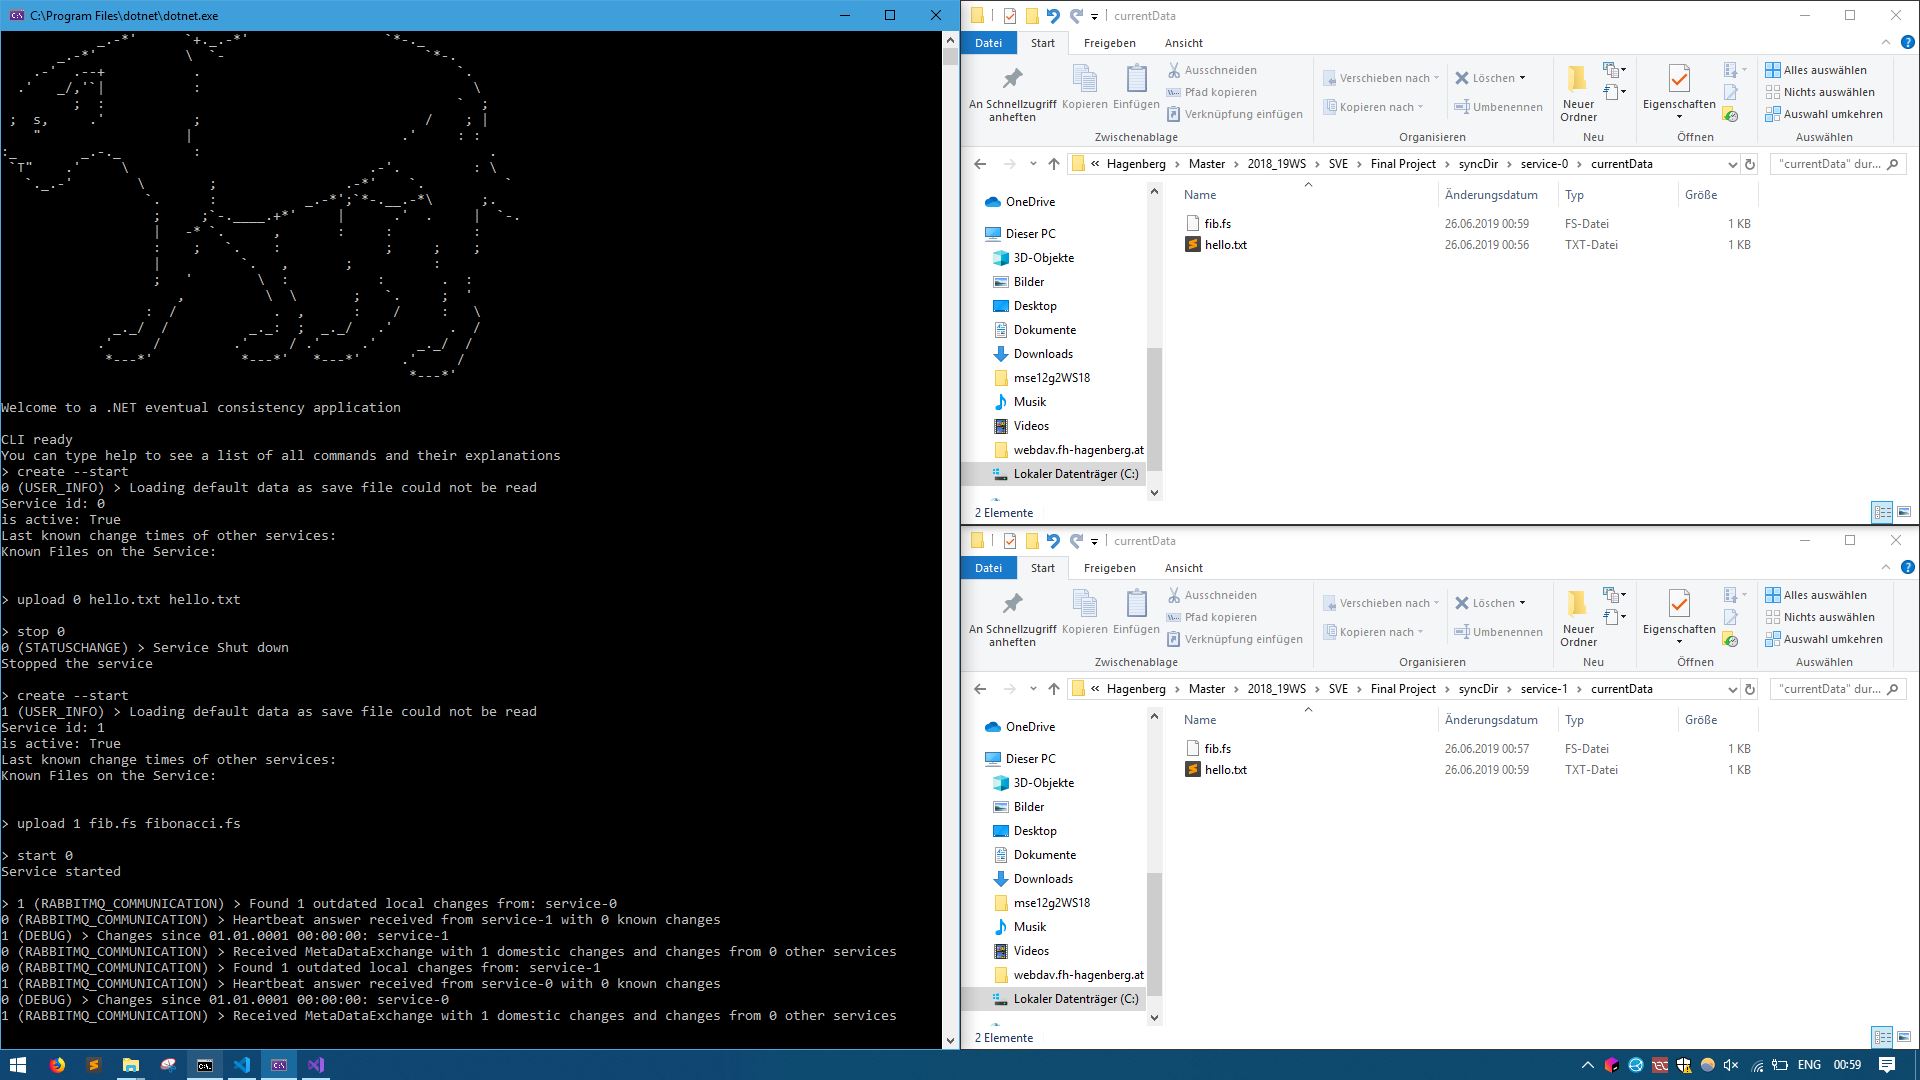 C:\Program Files\dotnet\dotnet.exe
Welcome to a .NET eventual consistency application
CLI ready
You can type help to see a list of all commands and their explanations
> create --start
0 (USER_INFO) > Loading default data as save file could not be read
Service id: 0
is active: True
Last known change times of other services:
Known Files on the Service:
> upload 0 hello.txt hello.txt
> stop 0
0 (STATUSCHANGE) > Service Shut down
Stopped the service
> create --start
1 (USER_INFO) > Loading default data as save file could not be read
Service id: 1
is active: True
Last known change times of other services:
Known Files on the Service:
> upload 1 fib.fs fibonacci.fs
> start 0
Service started
> 1 (RABBITMQ_COMMUNICATION) > Found 1 outdated local changes from: service-0
0 (RABBITMQ_COMMUNICATION) > Heartbeat answer received from service-1 with 0 known changes
1 (DEBUG) > Changes since 01.01.0001 00:00:00: service-1
0 (RABBITMQ_COMMUNICATION) > Received MetaDataExchange with 1 domestic changes and changes from 0 other services
0 (RABBITMQ_COMMUNICATION) > Found 1 outdated local changes from: service-1
1 (RABBITMQ_COMMUNICATION) > Heartbeat answer received from service-0 with 0 known changes
0 (DEBUG) > Changes since 01.01.0001 00:00:00: service-0
1 (RABBITMQ_COMMUNICATION) > Received MetaDataExchange with 1 domestic changes and changes from 0 other services
currentData
Datei Start Freigeben Ansicht
An Schnellzugriff anheften
Kopieren
Einfügen
Ausschneiden
Pfad kopieren
Verknüpfung einfügen
Zwischenablage
Verschieben nach
Kopieren nach
Löschen
Umbenennen
Organisieren
Neuer Ordner
Neu
Eigenschaften
Öffnen
Alles auswählen
Nichts auswählen
Auswahl umkehren
Auswählen
« Hagenberg > Master > 2018_19WS > SVE > Final Project > syncDir > service-0 > currentData
"currentData" dur...
OneDrive
Dieser PC
3D-Objekte
Bilder
Desktop
Dokumente
Downloads
mse12g2WS18
Musik
Videos
webdav.fh-hagenberg.at
Lokaler Datenträger (C:)
Name Änderungsdatum Typ Größe
fib.fs 26.06.2019 00:59 FS-Datei 1 KB
hello.txt 26.06.2019 00:56 TXT-Datei 1 KB
2 Elemente
currentData
Datei Start Freigeben Ansicht
An Schnellzugriff anheften
Kopieren
Einfügen
Ausschneiden
Pfad kopieren
Verknüpfung einfügen
Zwischenablage
Verschieben nach
Kopieren nach
Löschen
Umbenennen
Organisieren
Neuer Ordner
Neu
Eigenschaften
Öffnen
Alles auswählen
Nichts auswählen
Auswahl umkehren
Auswählen
« Hagenberg > Master > 2018_19WS > SVE > Final Project > syncDir > service-1 > currentData
"currentData" dur...
OneDrive
Dieser PC
3D-Objekte
Bilder
Desktop
Dokumente
Downloads
mse12g2WS18
Musik
Videos
webdav.fh-hagenberg.at
Lokaler Datenträger (C:)
Name Änderungsdatum Typ Größe
fib.fs 26.06.2019 00:57 FS-Datei 1 KB
hello.txt 26.06.2019 00:59 TXT-Datei 1 KB
2 Elemente
ENG 00:59